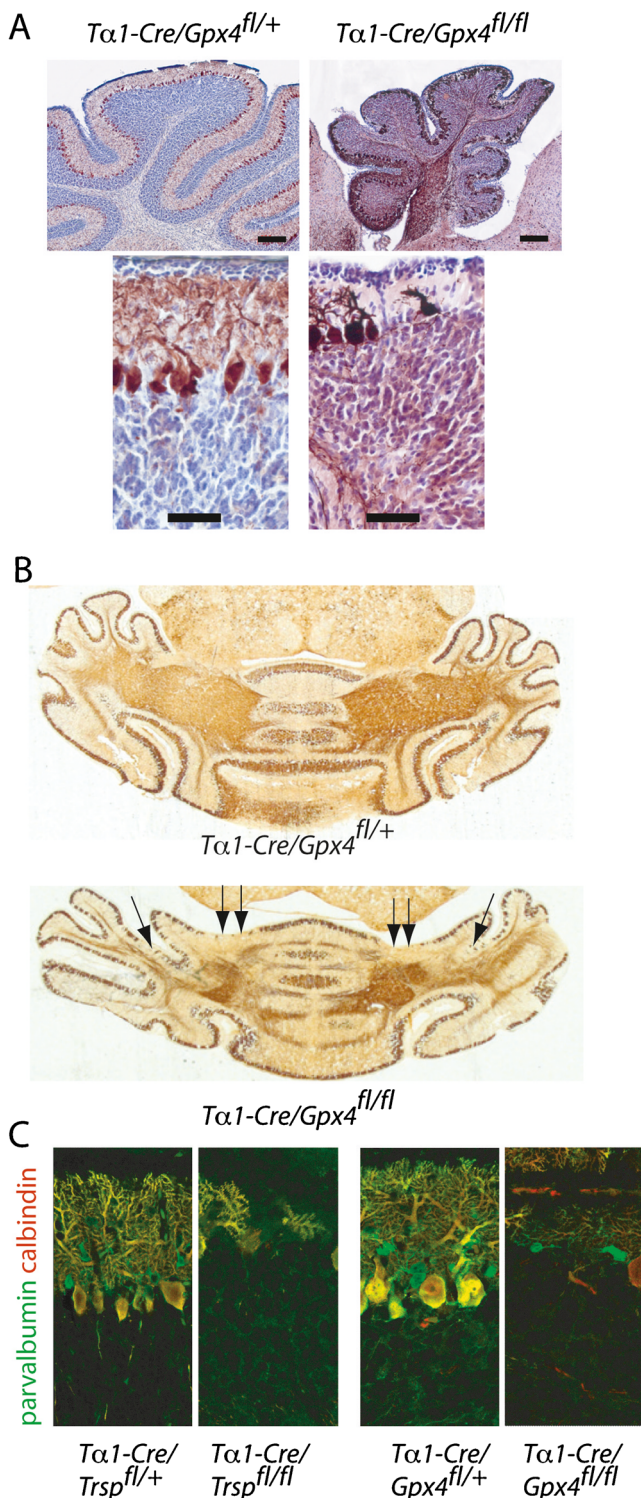 A
Tα1-Cre/Gpx4fl/+ Tα1-Cre/Gpx4fl/fl
B
Tα1-Cre/Gpx4fl/+
Tα1-Cre/Gpx4fl/fl
C
parvalbumin calbindin
Tα1-Cre/ Tα1-Cre/ Tα1-Cre/ Tα1-Cre/
Trspfl/+ Trspfl/fl Gpx4fl/+ Gpx4fl/fl